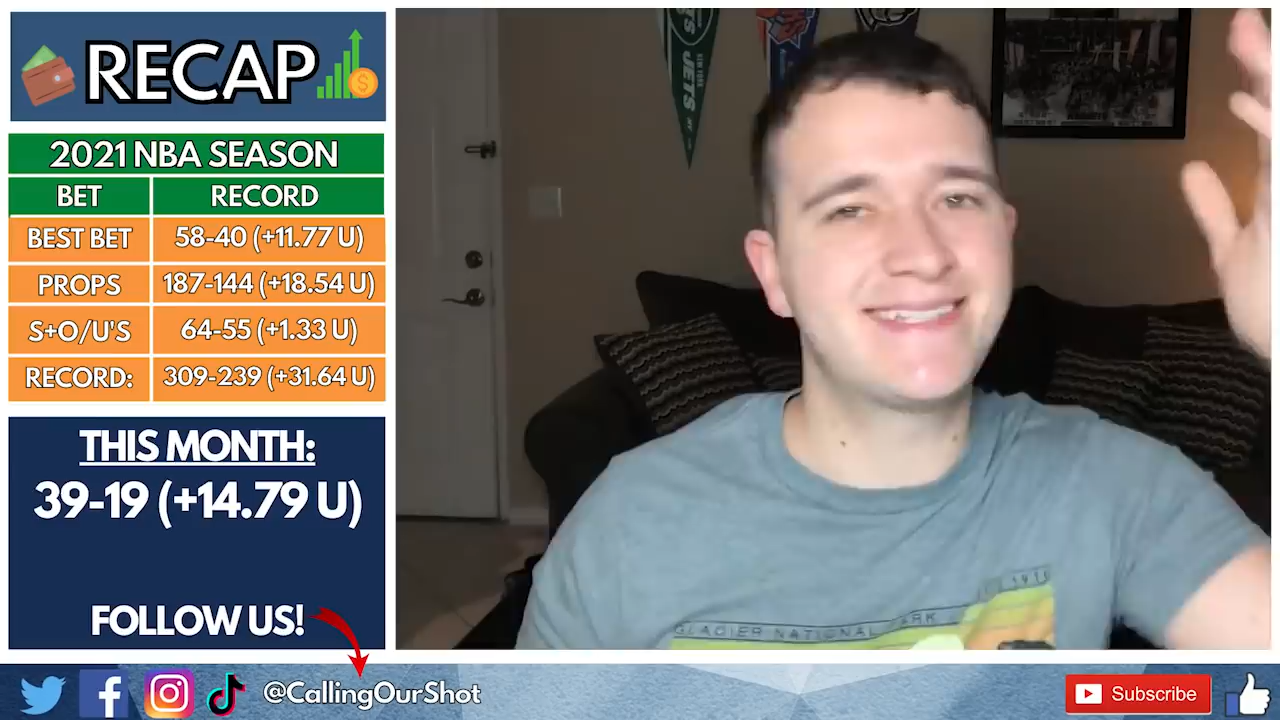 RECAP
2021 NBA SEASON
BET RECORD
BEST BET 58-40 (+11.77 U)
PROPS 187-144 (+18.54 U)
S+O/U'S 64-55 (+1.33 U)
RECORD: 309-239 (+31.64 U)
THIS MONTH:
39-19 (+14.79 U)
FOLLOW US!
@CallingOurShot
Subscribe
NEW YORK
JETS
GLACIER NATIONAL PARK